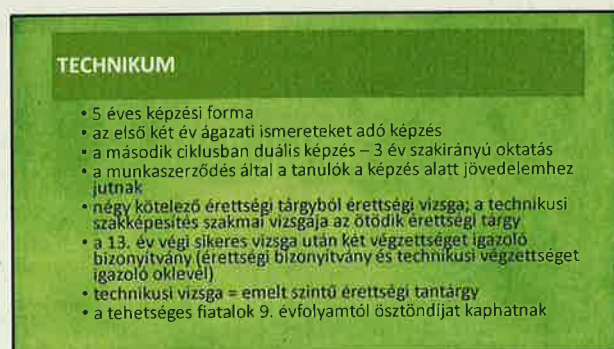 TECHNIKUM
• 5 éves képzési forma
• az első két év ágazati ismereteket adó képzés
• a második ciklusban duális képzés – 3 év szakirányú oktatás
• a munkaszerződés által a tanulók a képzés alatt jövedelemhez
jutnak
• négy kötelező érettségi tárgyból érettségi vizsga; a technikusi
szakképesítés szakmai vizsgája az ötödik érettségi tárgy
• a 13. év végi sikeres vizsga után két végzettséget igazoló
bizonyítvány (érettségi bizonyítvány és technikusi végzettséget
igazoló oklevél)
• technikusi vizsga = emelt szintű érettségi tantárgy
• a tehetséges fiatalok 9. évfolyamtól ösztöndíjat kaphatnak